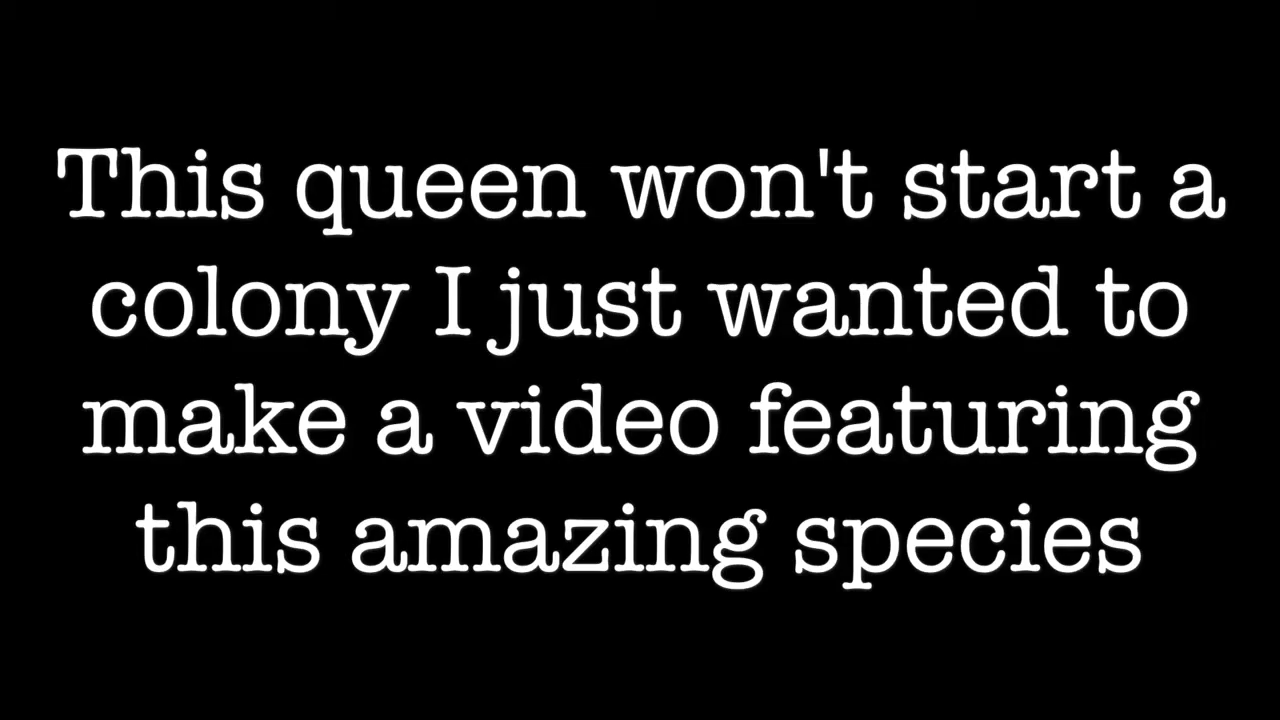 This queen won't start a
colony I just wanted to
make a video featuring
this amazing species